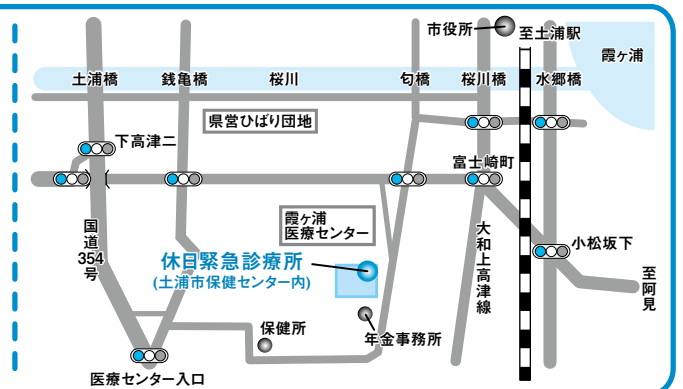 市役所
至土浦駅
霞ヶ浦
土浦橋
銭亀橋
桜川
匂橋
桜川橋
水郷橋
県営ひばり団地
下高津二
富士崎町
霞ヶ浦
医療センター
国道354号
休日緊急診療所
(土浦市保健センター内)
大和上高津線
小松坂下
至阿見
保健所
年金事務所
医療センター入口